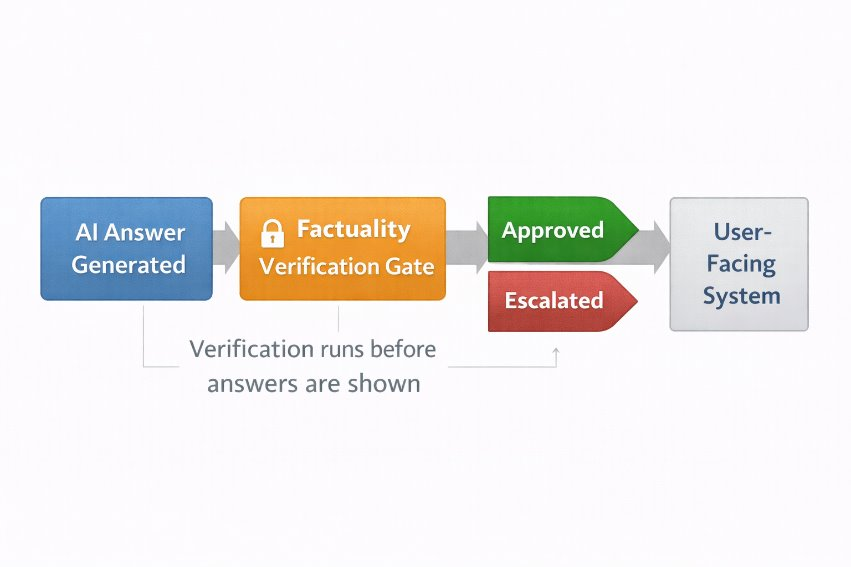 AI Answer
Generated
Factuality
Verification Gate
Approved
Escalated
User-
Facing
System
Verification runs before
answers are shown